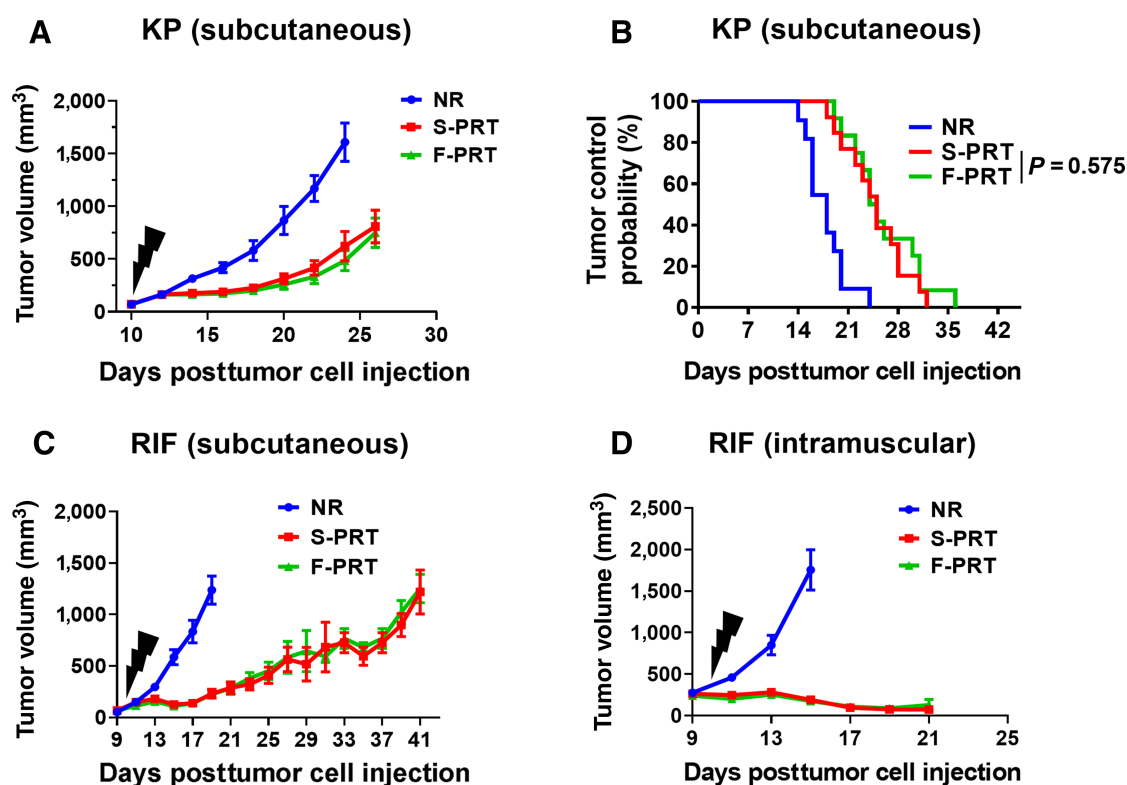 A
KP (subcutaneous)
Tumor volume (mm³)
2,000
1,500
1,000
500
0
10
15
20
25
30
Days posttumor cell injection
NR
S-PRT
F-PRT
B
KP (subcutaneous)
Tumor control
probability (%)
100
80
60
40
20
0
0
7
14
21
28
35
42
Days posttumor cell injection
NR
S-PRT
F-PRT
P = 0.575
C
RIF (subcutaneous)
Tumor volume (mm³)
2,000
1,500
1,000
500
0
9
13
17
21
25
29
33
37
41
Days posttumor cell injection
NR
S-PRT
F-PRT
D
RIF (intramuscular)
Tumor volume (mm³)
2,500
2,000
1,500
1,000
500
0
9
13
17
21
25
Days posttumor cell injection
NR
S-PRT
F-PRT